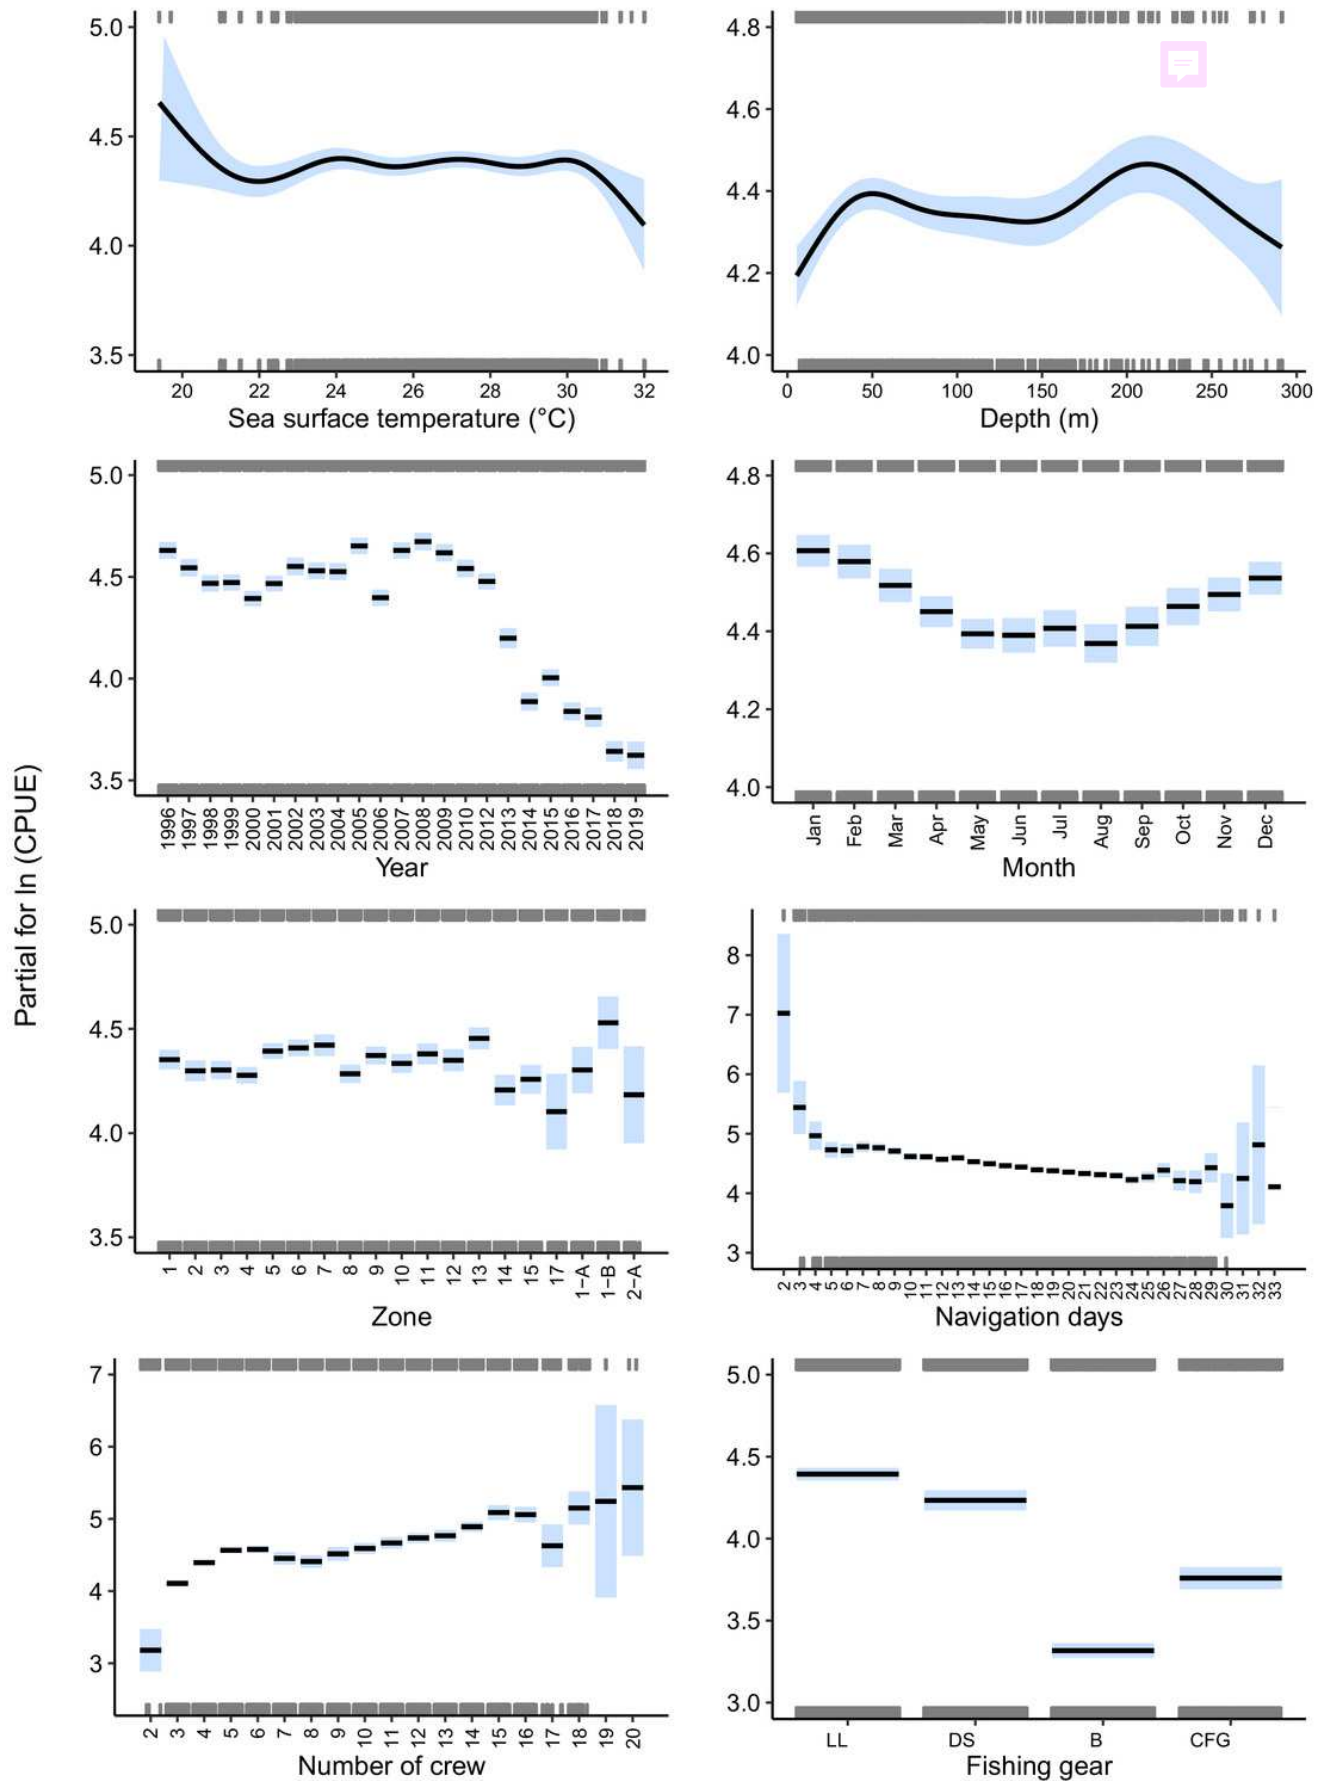 Partial for ln (CPUE)
5.0
4.5
4.0
3.5
20 22 24 26 28 30 32
Sea surface temperature (°C)
4.8
4.6
4.4
4.2
4.0
0 50 100 150 200 250 300
Depth (m)
5.0
4.5
4.0
3.5
1996 1997 1998 1999 2000 2001 2002 2003 2004 2005 2006 2007 2008 2009 2010 2012 2013 2014 2015 2016 2017 2018 2019
Year
4.8
4.6
4.4
4.2
4.0
Jan Feb Mar Apr May Jun Jul Aug Sep Oct Nov Dec
Month
5.0
4.5
4.0
3.5
1 2 3 4 5 6 7 8 9 10 11 12 13 14 15 17 1−A 1−B 2−A
Zone
8
7
6
5
4
3
2 3 4 5 6 7 8 9 10 11 12 13 14 15 16 17 18 19 20 21 22 23 24 25 26 27 28 29 30 31 32 33
Navigation days
7
6
5
4
3
2 3 4 5 6 7 8 9 10 11 12 13 14 15 16 17 18 19 20
Number of crew
5.0
4.5
4.0
3.5
3.0
LL DS B CFG
Fishing gear